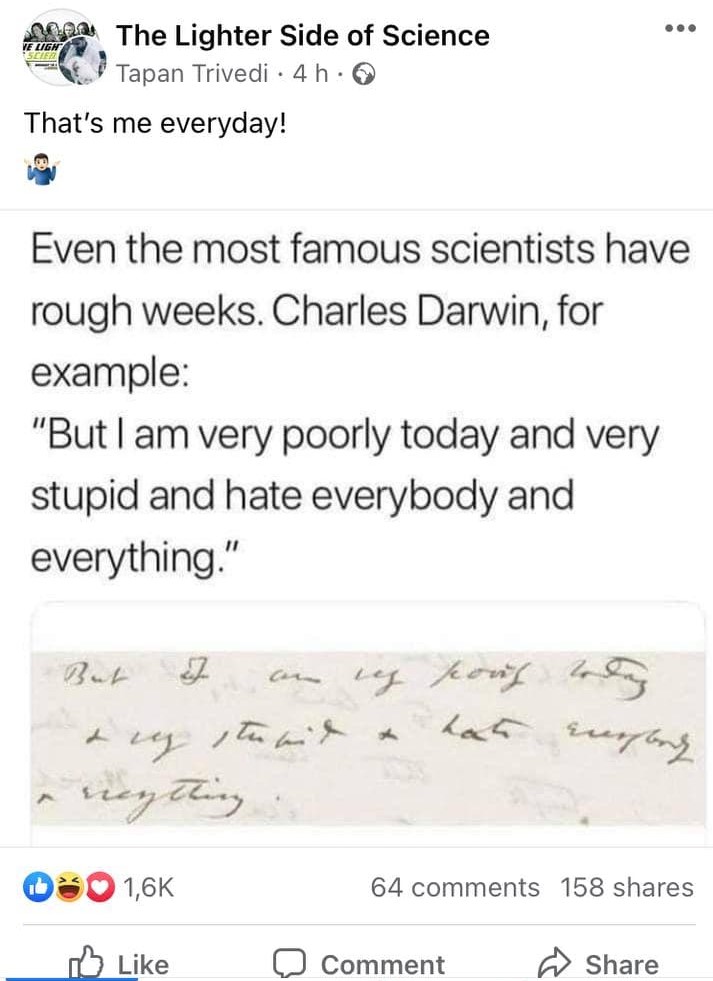 The Lighter Side of Science
Tapan Trivedi · 4 h ·
That's me everyday!
Even the most famous scientists have
rough weeks. Charles Darwin, for
example:
"But I am very poorly today and very
stupid and hate everybody and
everything."
But I am very poorly today
& very stupid & hate everybody
& everything.
1,6K
64 comments 158 shares
Like
Comment
Share